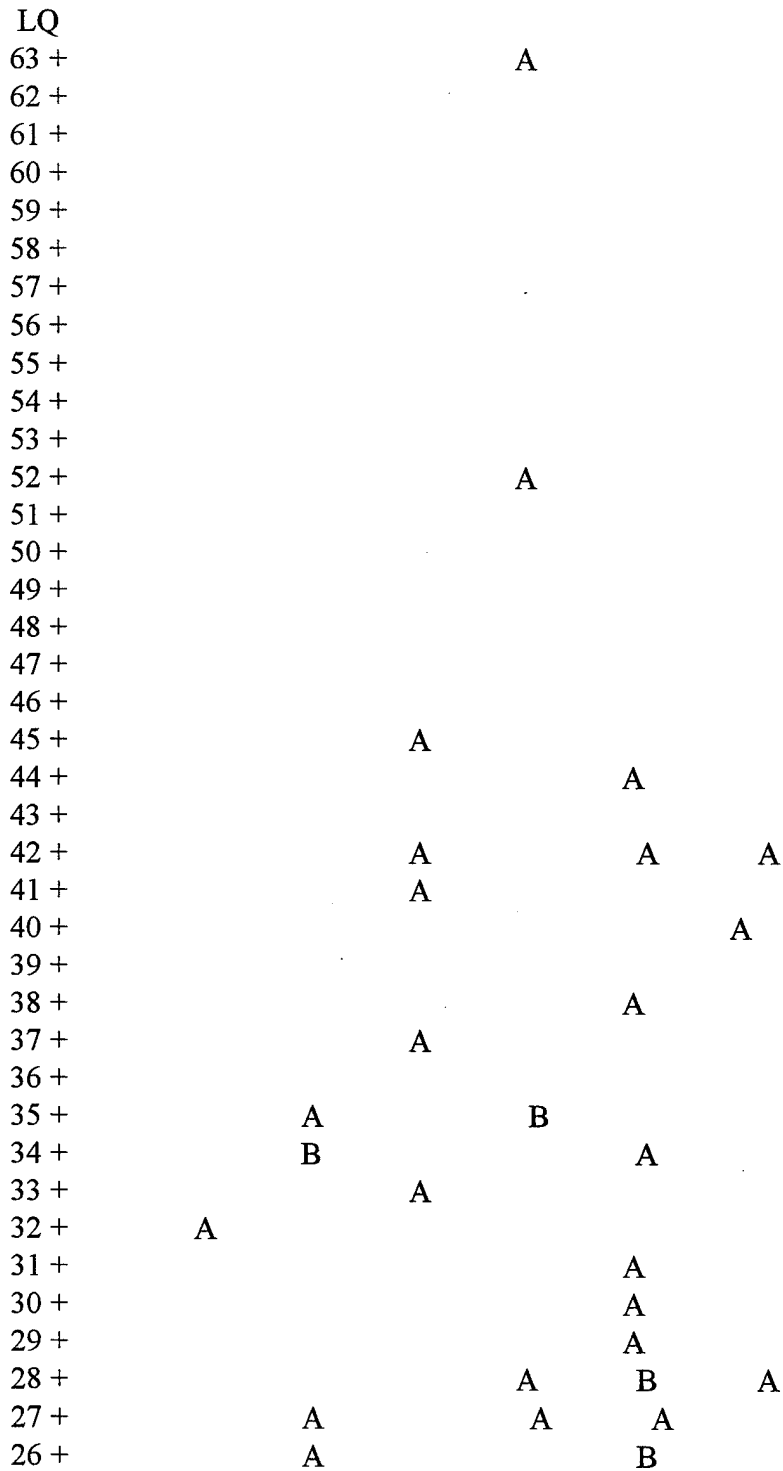 LQ
63 + A
62 +
61 +
60 +
59 +
58 +
57 +
56 +
55 +
54 +
53 +
52 + A
51 +
50 +
49 +
48 +
47 +
46 +
45 + A
44 + A
43 +
42 + A A A
41 + A
40 + A
39 +
38 + A
37 + A
36 +
35 + A B
34 + B A
33 + A
32 + A
31 + A
30 + A
29 + A
28 + A B A
27 + A A A
26 + A B